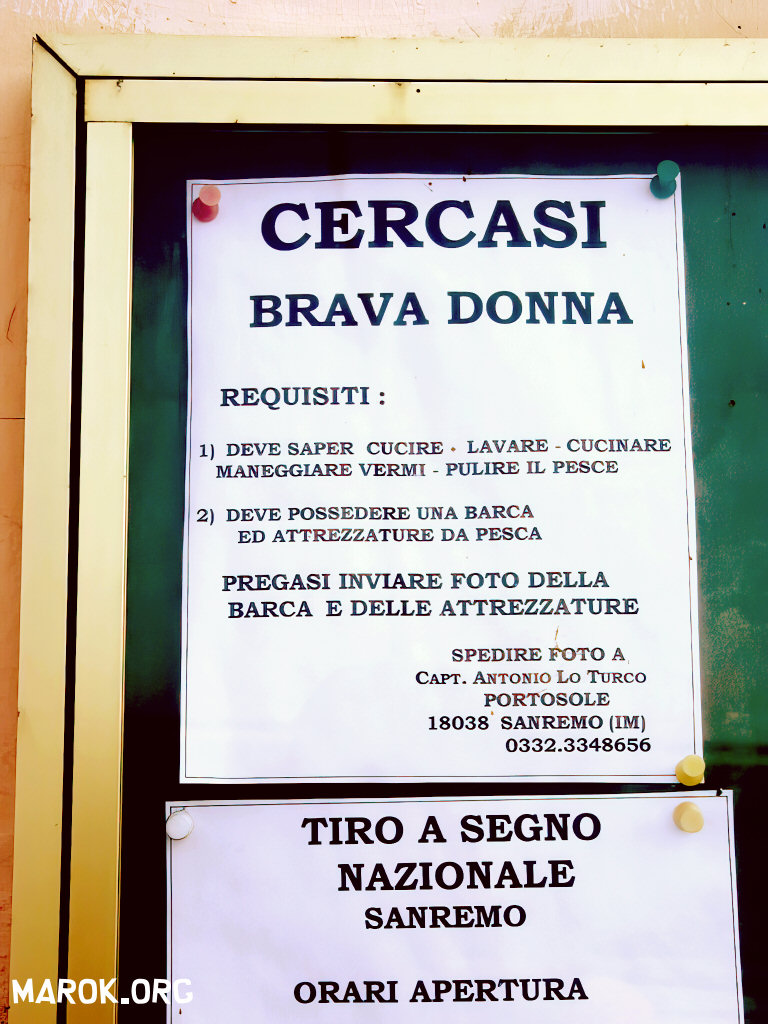 CERCASI
BRAVA DONNA
REQUISITI :
1) DEVE SAPER CUCIRE - LAVARE - CUCINARE
MANEGGIARE VERMI - PULIRE IL PESCE
2) DEVE POSSEDERE UNA BARCA
ED ATTREZZATURE DA PESCA
PREGASI INVIARE FOTO DELLA
BARCA E DELLE ATTREZZATURE
SPEDIRE FOTO A
CAPT. ANTONIO LO TURCO
PORTOSOLE
18038 SANREMO (IM)
0332.3348656
TIRO A SEGNO
NAZIONALE
SANREMO
ORARI APERTURA
MAROK.ORG